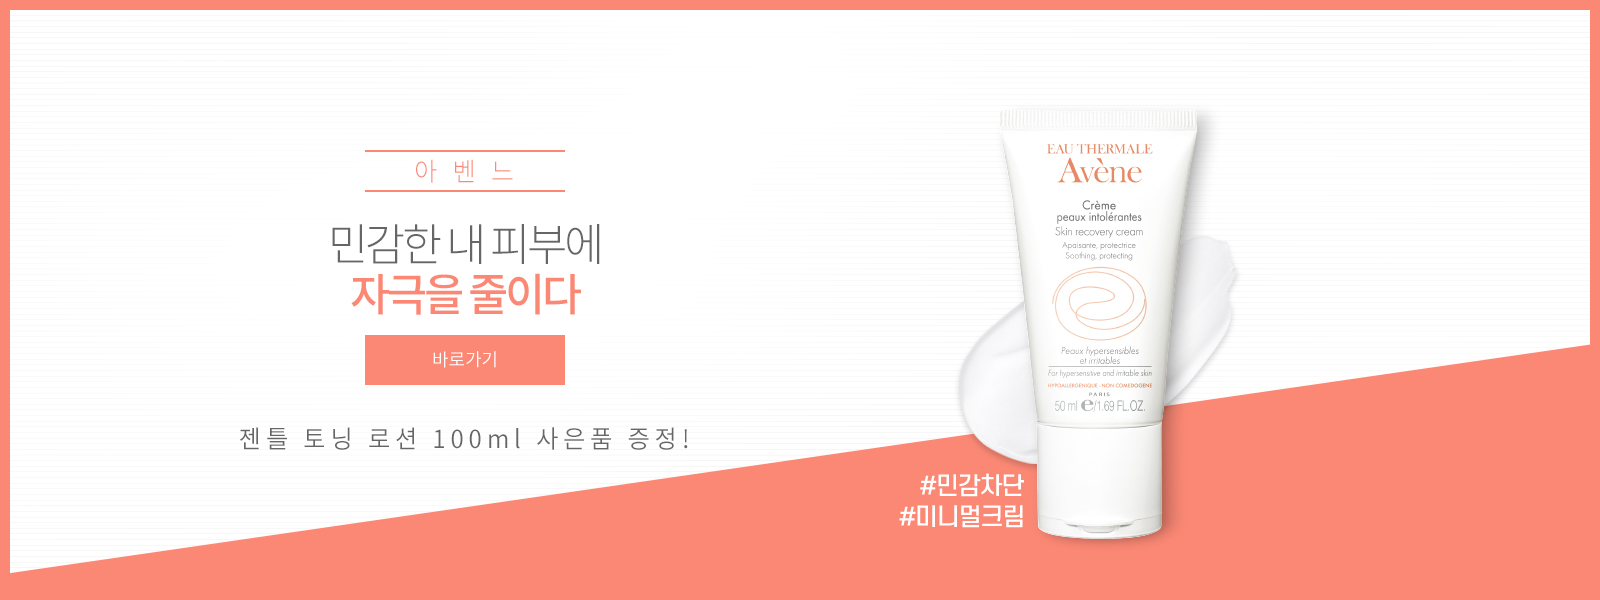 아벤느
민감한 내 피부에
자극을 줄이다
바로가기
젠틀 토닝 로션 100ml 사은품 증정!
#민감차단
#미니멀크림
EAU THERMALE
Avène
Crème
peaux intolérantes
Skin recovery cream
Apaisante, protectrice
Soothing, protecting
Peaux hypersensibles
et irritables
For hypersensitive and irritable skin
HYPOALLERGÉNIQUE · NON COMEDOGÈNE
PARIS
50 ml e/1.69 FL.OZ.